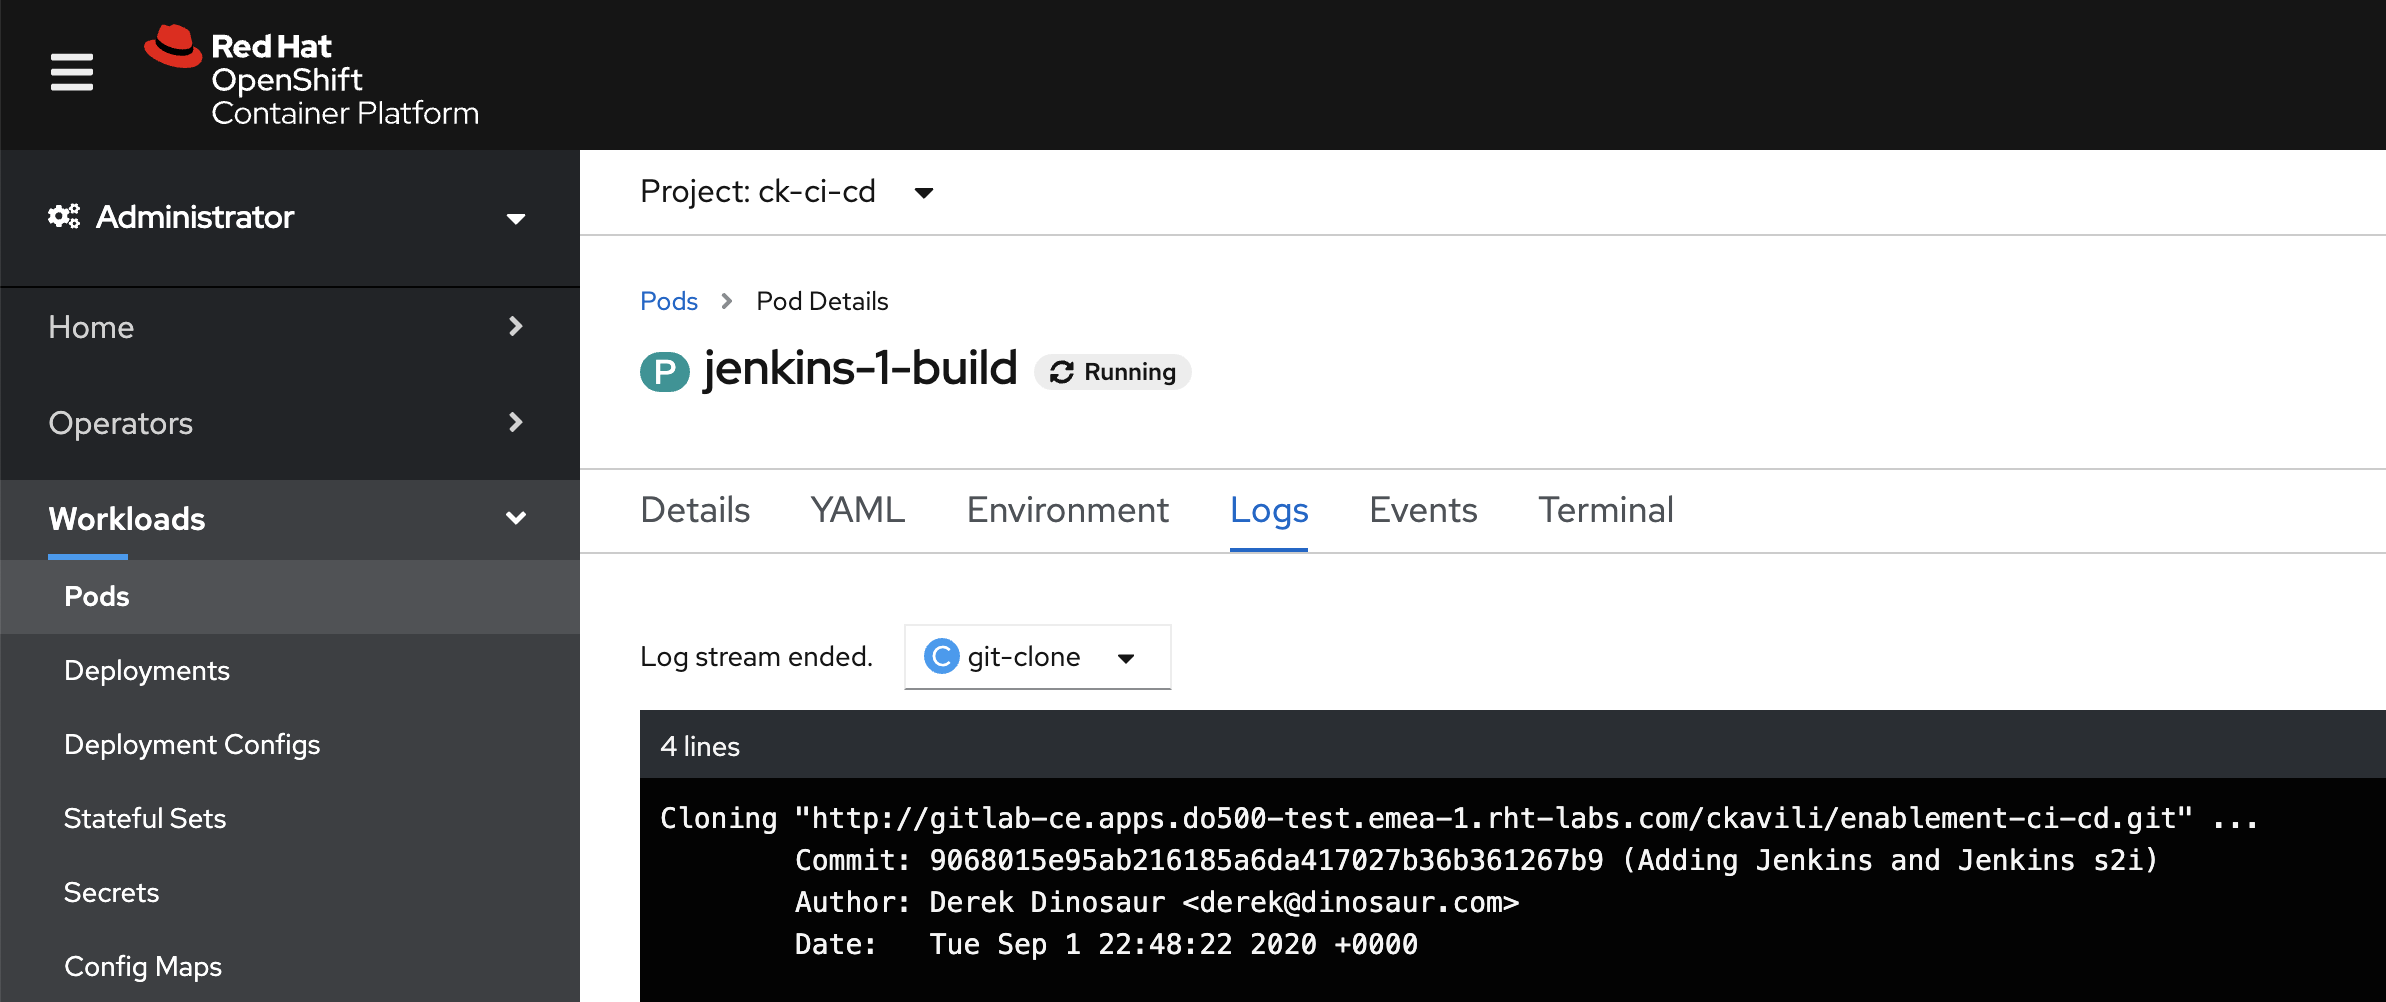 Red Hat
OpenShift
Container Platform
Administrator
Home
Operators
Workloads
Pods
Deployments
Deployment Configs
Stateful Sets
Secrets
Config Maps
Project: ck-ci-cd
Pods > Pod Details
P jenkins-1-build Running
Details YAML Environment Logs Events Terminal
Log stream ended. C git-clone
4 lines
Cloning "http://gitlab-ce.apps.do500-test.emea-1.rht-labs.com/ckavili/enablement-ci-cd.git" ...
Commit: 9068015e95ab216185a6da417027b36b361267b9 (Adding Jenkins and Jenkins s2i)
Author: Derek Dinosaur <derek@dinosaur.com>
Date: Tue Sep 1 22:48:22 2020 +0000